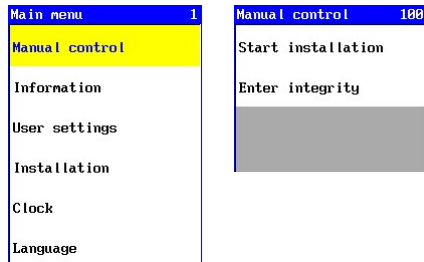 Main menu 1
Manual control
Information
User settings
Installation
Clock
Language
Manual control 100
Start installation
Enter integrity